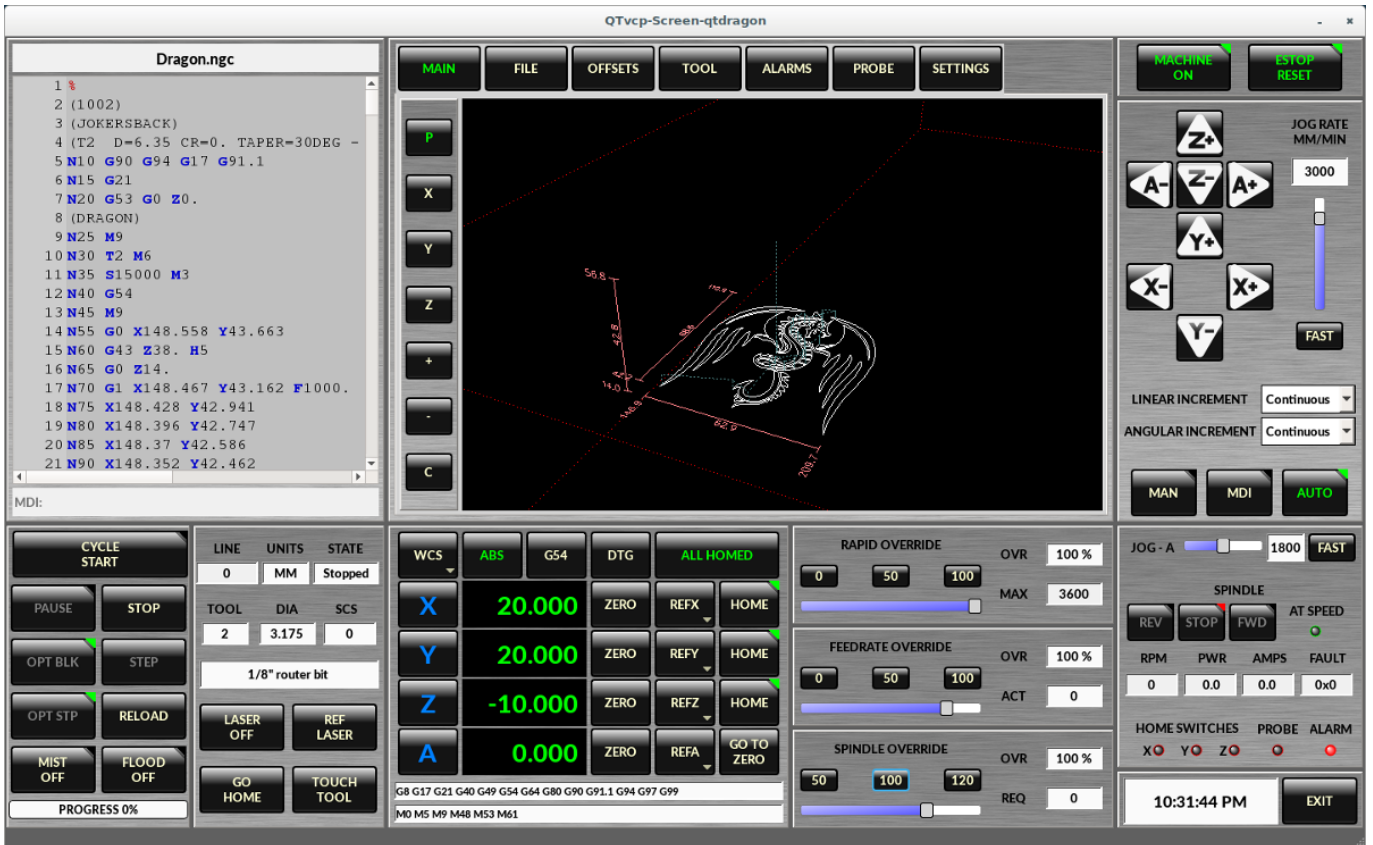 QTvcp-Screen-qtdragon
Dragon.ngc
1 %
2 (1002)
3 (JOKERSBACK)
4 (T2 D=6.35 CR=0. TAPER=30DEG -
5 N10 G90 G94 G17 G91.1
6 N15 G21
7 N20 G53 G0 Z0.
8 (DRAGON)
9 N25 M9
10 N30 T2 M6
11 N35 S15000 M3
12 N40 G54
13 N45 M9
14 N55 G0 X148.558 Y43.663
15 N60 G43 Z38. H5
16 N65 G0 Z14.
17 N70 G1 X148.467 Y43.162 F1000.
18 N75 X148.428 Y42.941
19 N80 X148.396 Y42.747
20 N85 X148.37 Y42.586
21 N90 X148.352 Y42.462
MDI:
MAIN FILE OFFSETS TOOL ALARMS PROBE SETTINGS
P
X
Y
Z
+
-
C
56.8
42.8
14.0
146.8
62.9
209.7
MACHINE ON
ESTOP RESET
Z+
JOG RATE
MM/MIN
3000
A- Z- A+
Y+
X- X+
Y-
FAST
LINEAR INCREMENT Continuous
ANGULAR INCREMENT Continuous
MAN MDI AUTO
CYCLE START
PAUSE STOP
OPT BLK STEP
OPT STP RELOAD
MIST OFF FLOOD OFF
PROGRESS 0%
LINE UNITS STATE
0 MM Stopped
TOOL DIA SCS
2 3.175 0
1/8" router bit
LASER OFF REF LASER
GO HOME TOUCH TOOL
WCS ABS G54 DTG ALL HOMED
X 20.000 ZERO REFX HOME
Y 20.000 ZERO REFY HOME
Z -10.000 ZERO REFZ HOME
A 0.000 ZERO REFA GO TO ZERO
G8 G17 G21 G40 G49 G54 G64 G80 G90 G91.1 G94 G97 G99
M0 M5 M9 M48 M53 M61
RAPID OVERRIDE OVR 100 %
0 50 100
MAX 3600
FEEDRATE OVERRIDE OVR 100 %
0 50 100
ACT 0
SPINDLE OVERRIDE OVR 100 %
50 100 120
REQ 0
JOG - A 1800 FAST
SPINDLE
REV STOP FWD AT SPEED
RPM PWR AMPS FAULT
0 0.0 0.0 0x0
HOME SWITCHES PROBE ALARM
X Y Z
10:31:44 PM EXIT